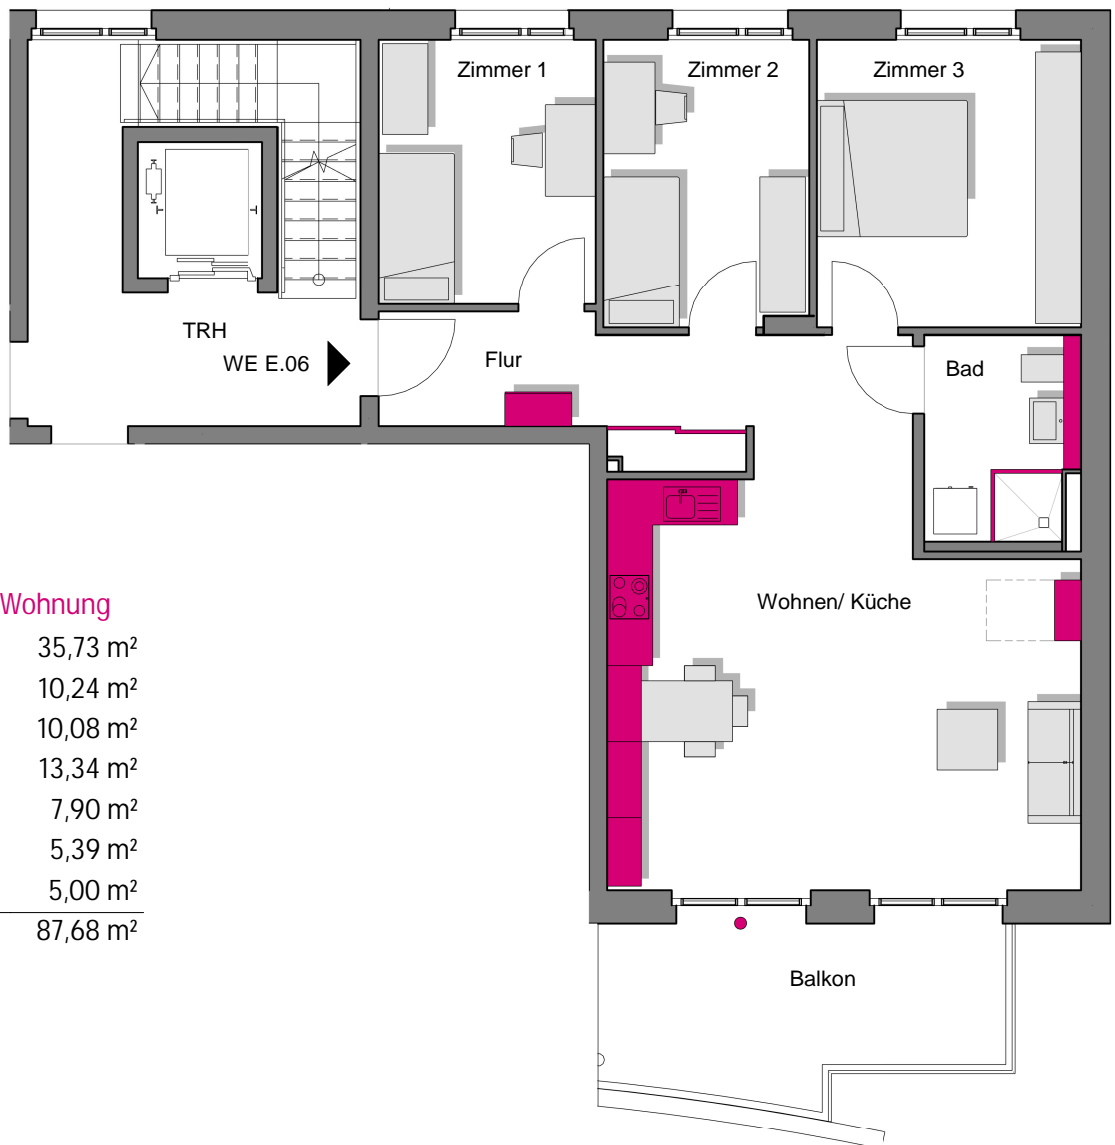 Zimmer 1
Zimmer 2
Zimmer 3
TRH
WE E.06
Flur
Bad
Wohnung
35,73 m²
10,24 m²
10,08 m²
13,34 m²
7,90 m²
5,39 m²
5,00 m²
87,68 m²
Wohnen/ Küche
Balkon